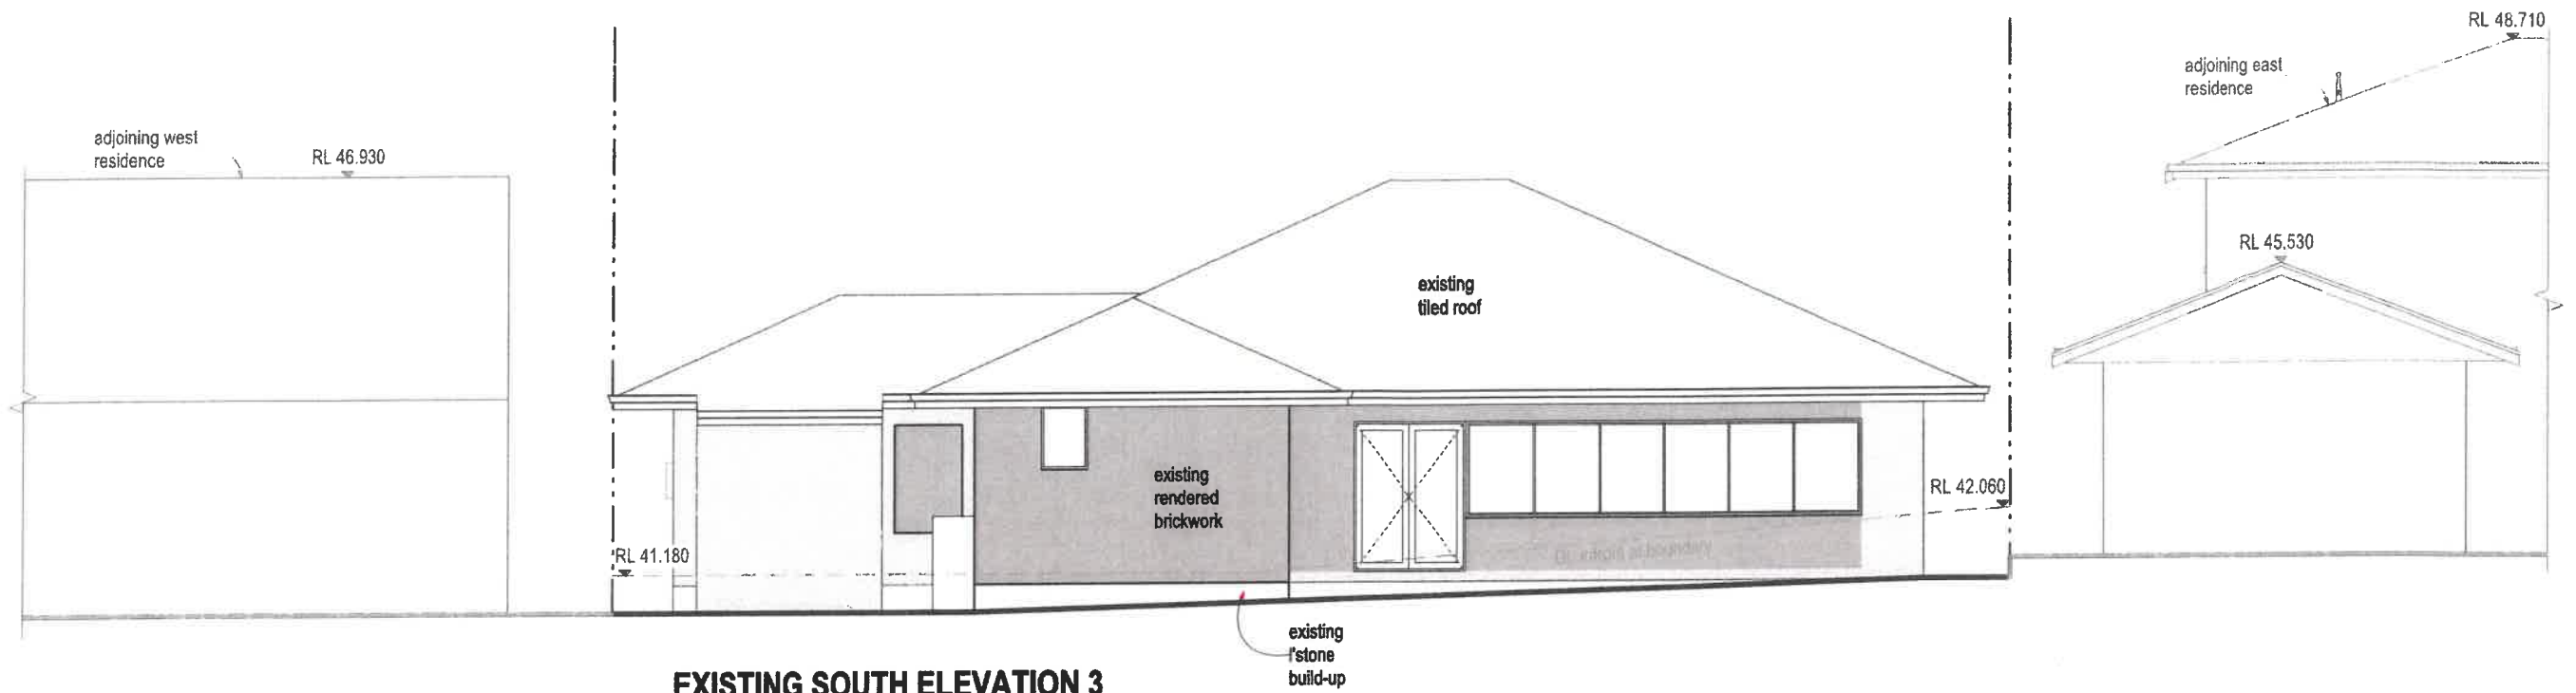 RL 48.710
adjoining east
residence
adjoining west
residence
RL 46.930
RL 45.530
existing
tiled roof
existing
rendered
brickwork
RL 42.060
RL 41.180
existing
l'stone
build-up
EXISTING SOUTH ELEVATION 3